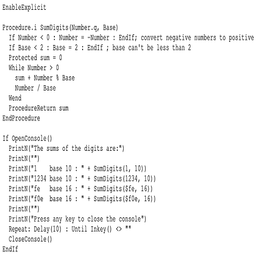 EnableExplicit

Procedure.i SumDigits(Number.q, Base)
  If Number < 0 : Number = -Number : EndIf; convert negative numbers to positive
  If Base < 2 : Base = 2 : EndIf ; base can't be less than 2
  Protected sum = 0
  While Number > 0
    sum + Number % Base
    Number / Base
  Wend
  ProcedureReturn sum
EndProcedure

If OpenConsole()
  PrintN("The sums of the digits are:")
  PrintN("")
  PrintN("1    base 10 : " + SumDigits(1, 10))
  PrintN("1234 base 10 : " + SumDigits(1234, 10))
  PrintN("fe   base 16 : " + SumDigits($fe, 16))
  PrintN("f0e  base 16 : " + SumDigits($f0e, 16))
  PrintN("")
  PrintN("Press any key to close the console")
  Repeat: Delay(10) : Until Inkey() <> ""
  CloseConsole()
EndIf